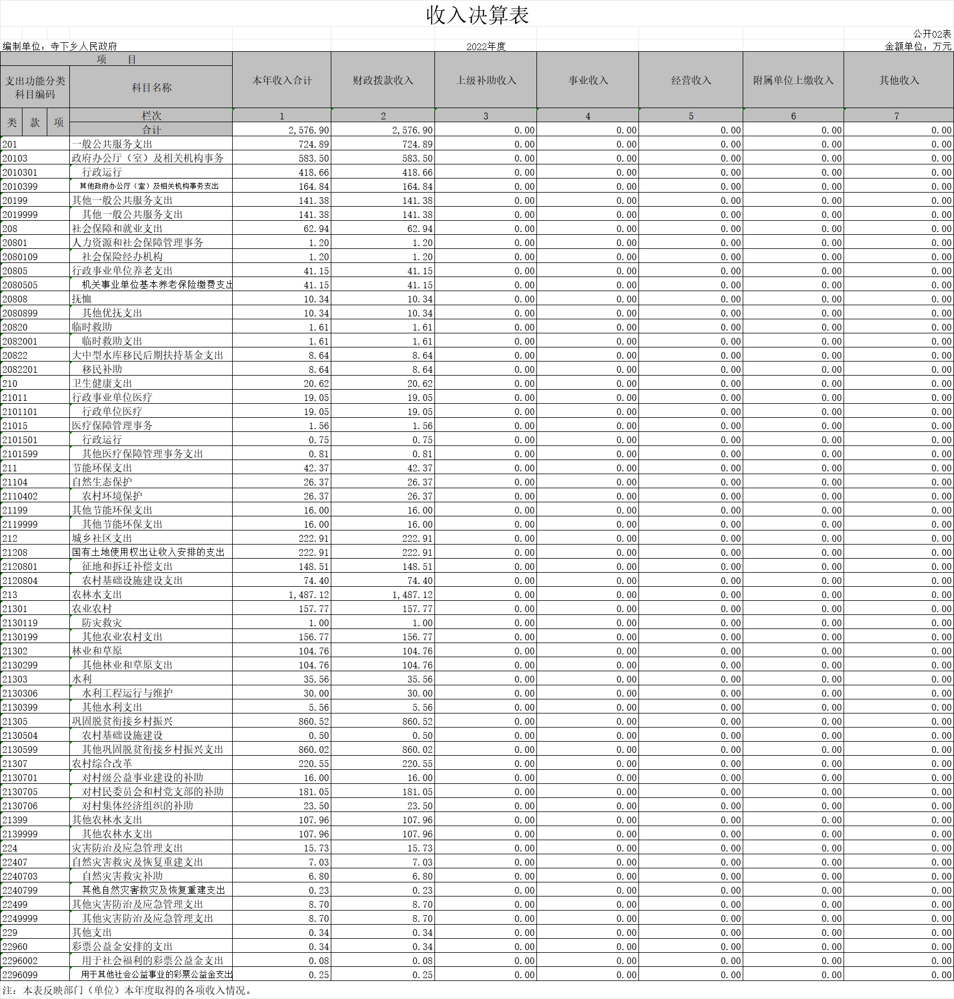 收入决算表
公开02表
编制单位：寺下乡人民政府 2022年度 金额单位：万元
项 目 本年收入合计 财政拨款收入 上级补助收入 事业收入 经营收入 附属单位上缴收入 其他收入
支出功能分类科目编码 科目名称
类 款 项 栏次 1 2 3 4 5 6 7
合计 2,576.90 2,576.90 0.00 0.00 0.00 0.00 0.00
201 一般公共服务支出 724.89 724.89 0.00 0.00 0.00 0.00 0.00
20103 政府办公厅（室）及相关机构事务 583.50 583.50 0.00 0.00 0.00 0.00 0.00
2010301 行政运行 418.66 418.66 0.00 0.00 0.00 0.00 0.00
2010399 其他政府办公厅（室）及相关机构事务支出 164.84 164.84 0.00 0.00 0.00 0.00 0.00
20199 其他一般公共服务支出 141.38 141.38 0.00 0.00 0.00 0.00 0.00
2019999 其他一般公共服务支出 141.38 141.38 0.00 0.00 0.00 0.00 0.00
208 社会保障和就业支出 62.94 62.94 0.00 0.00 0.00 0.00 0.00
20801 人力资源和社会保障管理事务 1.20 1.20 0.00 0.00 0.00 0.00 0.00
2080109 社会保险经办机构 1.20 1.20 0.00 0.00 0.00 0.00 0.00
20805 行政事业单位养老支出 41.15 41.15 0.00 0.00 0.00 0.00 0.00
2080505 机关事业单位基本养老保险缴费支出 41.15 41.15 0.00 0.00 0.00 0.00 0.00
20808 抚恤 10.34 10.34 0.00 0.00 0.00 0.00 0.00
2080899 其他优抚支出 10.34 10.34 0.00 0.00 0.00 0.00 0.00
20820 临时救助 1.61 1.61 0.00 0.00 0.00 0.00 0.00
2082001 临时救助支出 1.61 1.61 0.00 0.00 0.00 0.00 0.00
20822 大中型水库移民后期扶持基金支出 8.64 8.64 0.00 0.00 0.00 0.00 0.00
2082201 移民补助 8.64 8.64 0.00 0.00 0.00 0.00 0.00
210 卫生健康支出 20.62 20.62 0.00 0.00 0.00 0.00 0.00
21011 行政事业单位医疗 19.05 19.05 0.00 0.00 0.00 0.00 0.00
2101101 行政单位医疗 19.05 19.05 0.00 0.00 0.00 0.00 0.00
21015 医疗保障管理事务 1.56 1.56 0.00 0.00 0.00 0.00 0.00
2101501 行政运行 0.75 0.75 0.00 0.00 0.00 0.00 0.00
2101599 其他医疗保障管理事务支出 0.81 0.81 0.00 0.00 0.00 0.00 0.00
211 节能环保支出 42.37 42.37 0.00 0.00 0.00 0.00 0.00
21104 自然生态保护 26.37 26.37 0.00 0.00 0.00 0.00 0.00
2110402 农村环境保护 26.37 26.37 0.00 0.00 0.00 0.00 0.00
21199 其他节能环保支出 16.00 16.00 0.00 0.00 0.00 0.00 0.00
2119999 其他节能环保支出 16.00 16.00 0.00 0.00 0.00 0.00 0.00
212 城乡社区支出 222.91 222.91 0.00 0.00 0.00 0.00 0.00
21208 国有土地使用权出让收入安排的支出 222.91 222.91 0.00 0.00 0.00 0.00 0.00
2120801 征地和拆迁补偿支出 148.51 148.51 0.00 0.00 0.00 0.00 0.00
2120804 农村基础设施建设支出 74.40 74.40 0.00 0.00 0.00 0.00 0.00
213 农林水支出 1,487.12 1,487.12 0.00 0.00 0.00 0.00 0.00
21301 农业农村 157.77 157.77 0.00 0.00 0.00 0.00 0.00
2130119 防灾救灾 1.00 1.00 0.00 0.00 0.00 0.00 0.00
2130199 其他农业农村支出 156.77 156.77 0.00 0.00 0.00 0.00 0.00
21302 林业和草原 104.76 104.76 0.00 0.00 0.00 0.00 0.00
2130299 其他林业和草原支出 104.76 104.76 0.00 0.00 0.00 0.00 0.00
21303 水利 35.56 35.56 0.00 0.00 0.00 0.00 0.00
2130306 水利工程运行与维护 30.00 30.00 0.00 0.00 0.00 0.00 0.00
2130399 其他水利支出 5.56 5.56 0.00 0.00 0.00 0.00 0.00
21305 巩固脱贫衔接乡村振兴 860.52 860.52 0.00 0.00 0.00 0.00 0.00
2130504 农村基础设施建设 0.50 0.50 0.00 0.00 0.00 0.00 0.00
2130599 其他巩固脱贫衔接乡村振兴支出 860.02 860.02 0.00 0.00 0.00 0.00 0.00
21307 农村综合改革 220.55 220.55 0.00 0.00 0.00 0.00 0.00
2130701 对村级公益事业建设的补助 16.00 16.00 0.00 0.00 0.00 0.00 0.00
2130705 对村民委员会和村党支部的补助 181.05 181.05 0.00 0.00 0.00 0.00 0.00
2130706 对村集体经济组织的补助 23.50 23.50 0.00 0.00 0.00 0.00 0.00
21399 其他农林水支出 107.96 107.96 0.00 0.00 0.00 0.00 0.00
2139999 其他农林水支出 107.96 107.96 0.00 0.00 0.00 0.00 0.00
224 灾害防治及应急管理支出 15.73 15.73 0.00 0.00 0.00 0.00 0.00
22407 自然灾害救灾及恢复重建支出 7.03 7.03 0.00 0.00 0.00 0.00 0.00
2240703 自然灾害救灾补助 6.80 6.80 0.00 0.00 0.00 0.00 0.00
2240799 其他自然灾害救灾及恢复重建支出 0.23 0.23 0.00 0.00 0.00 0.00 0.00
22499 其他灾害防治及应急管理支出 8.70 8.70 0.00 0.00 0.00 0.00 0.00
2249999 其他灾害防治及应急管理支出 8.70 8.70 0.00 0.00 0.00 0.00 0.00
229 其他支出 0.34 0.34 0.00 0.00 0.00 0.00 0.00
22960 彩票公益金安排的支出 0.34 0.34 0.00 0.00 0.00 0.00 0.00
2296002 用于社会福利的彩票公益金支出 0.08 0.08 0.00 0.00 0.00 0.00 0.00
2296099 用于其他社会公益事业的彩票公益金支出 0.25 0.25 0.00 0.00 0.00 0.00 0.00
注：本表反映部门（单位）本年度取得的各项收入情况。